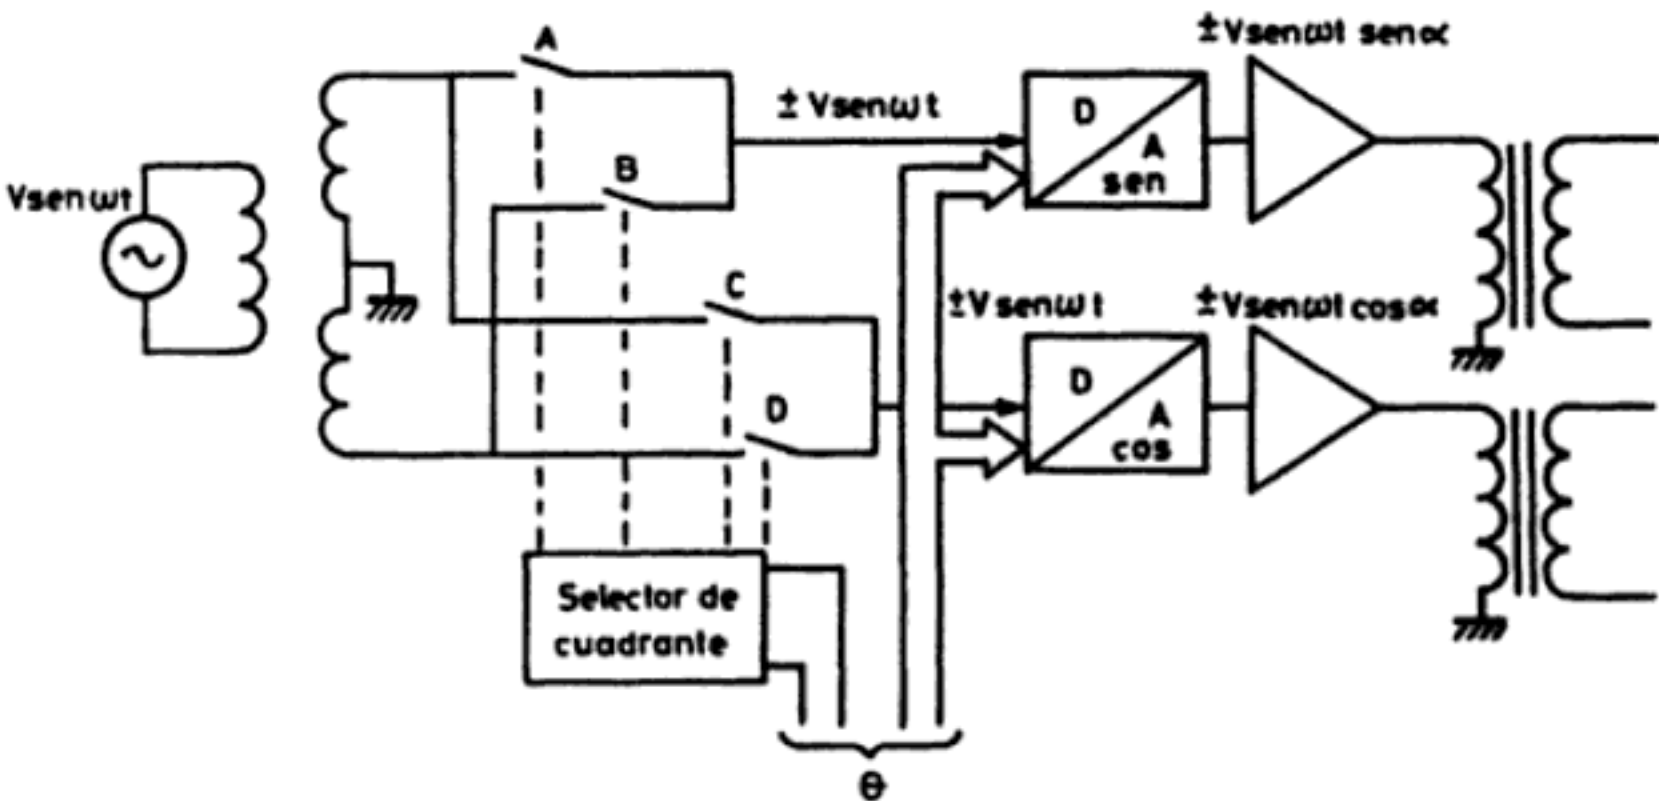 ±Vsenωt senα
A
± Vsenωt
D
A
sen
B
Vsenωt
C
±Vsenωt
±Vsenωt cosα
D
D
A
cos
Selector de
cuadrante
θ